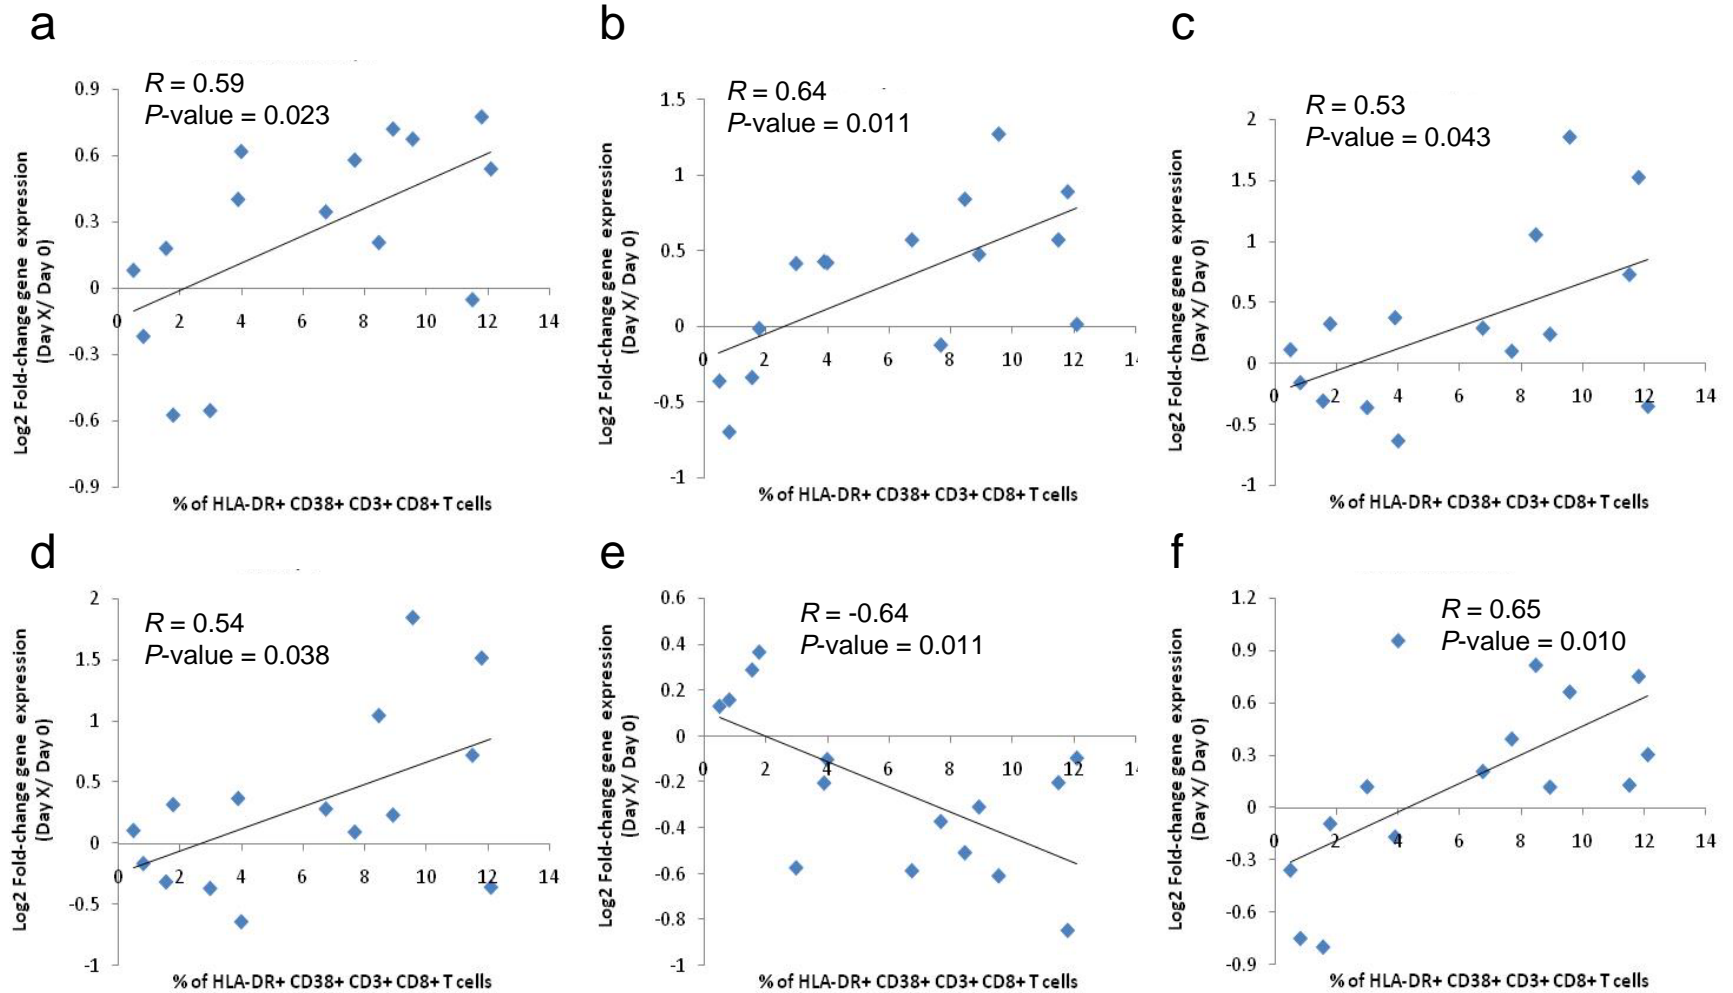 a
R = 0.59
P-value = 0.023
0.9
0.6
0.3
0
-0.3
-0.6
-0.9
0 2 4 6 8 10 12 14
Log2 Fold-change gene expression
(Day X/ Day 0)
% of HLA-DR+ CD38+ CD3+ CD8+ T cells
b
R = 0.64
P-value = 0.011
1.5
1
0.5
0
-0.5
-1
0 2 4 6 8 10 12
Log2 Fold-change gene expression
(Day X/ Day 0)
% of HLA-DR+ CD38+ CD3+ CD8+ T cells
c
R = 0.53
P-value = 0.043
2
1.5
1
0.5
0
-0.5
-1
0 2 4 6 8 10 12 14
Log2 Fold-change gene expression
(Day X/ Day 0)
% of HLA-DR+ CD38+ CD3+ CD8+ T cells
d
R = 0.54
P-value = 0.038
2
1.5
1
0.5
0
-0.5
-1
0 2 4 6 8 10 12 14
Log2 Fold-change gene expression
(Day X/ Day 0)
% of HLA-DR+ CD38+ CD3+ CD8+ T cells
e
R = -0.64
P-value = 0.011
0.6
0.4
0.2
0
-0.2
-0.4
-0.6
-0.8
-1
0 2 4 6 8 10 12
Log2 Fold-change gene expression
(Day X/ Day 0)
% of HLA-DR+ CD38+ CD3+ CD8+ T cells
f
R = 0.65
P-value = 0.010
1.2
0.9
0.6
0.3
0
-0.3
-0.6
-0.9
0 2 4 6 8 10 12 14
Log2 Fold-change gene expression
(Day X/ Day 0)
% of HLA-DR+ CD38+ CD3+ CD8+ T cells